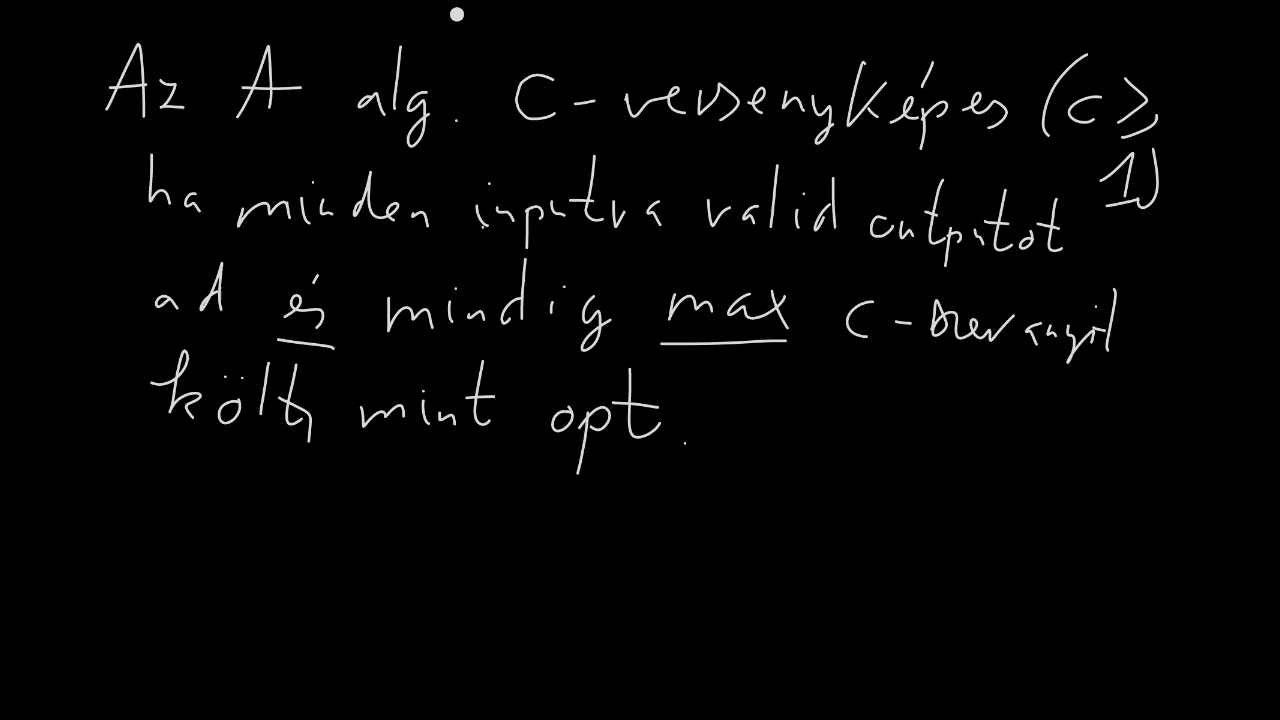 Az A alg. C-versenyképes (c ≥ 1)
ha minden inputra valid outputot
ad és mindig max C-szer annyit
költ, mint opt.